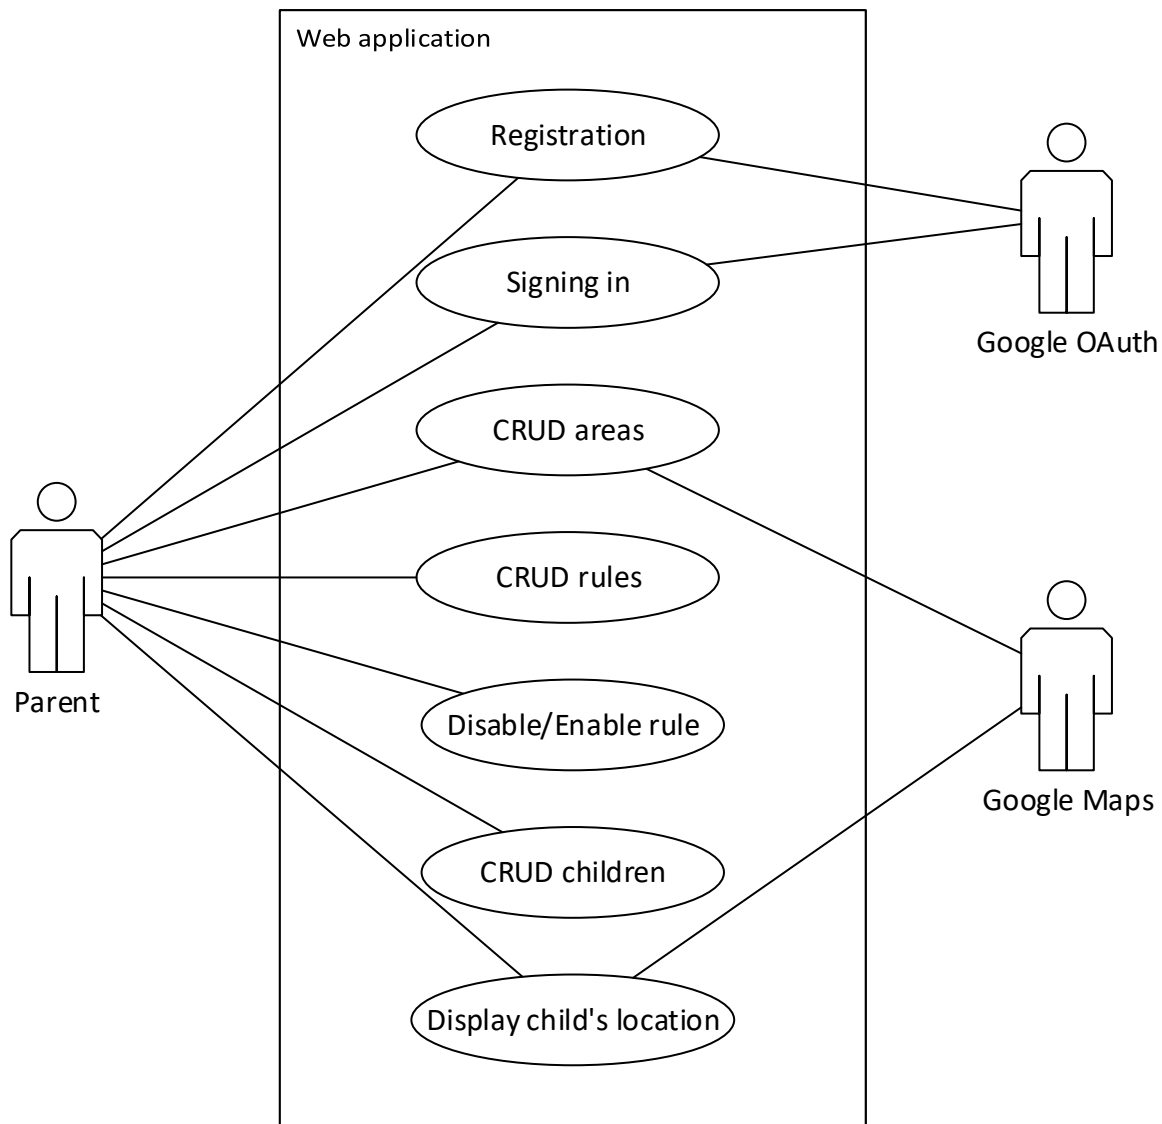 Web application
Registration
Signing in
Google OAuth
CRUD areas
CRUD rules
Parent
Disable/Enable rule
Google Maps
CRUD children
Display child's location